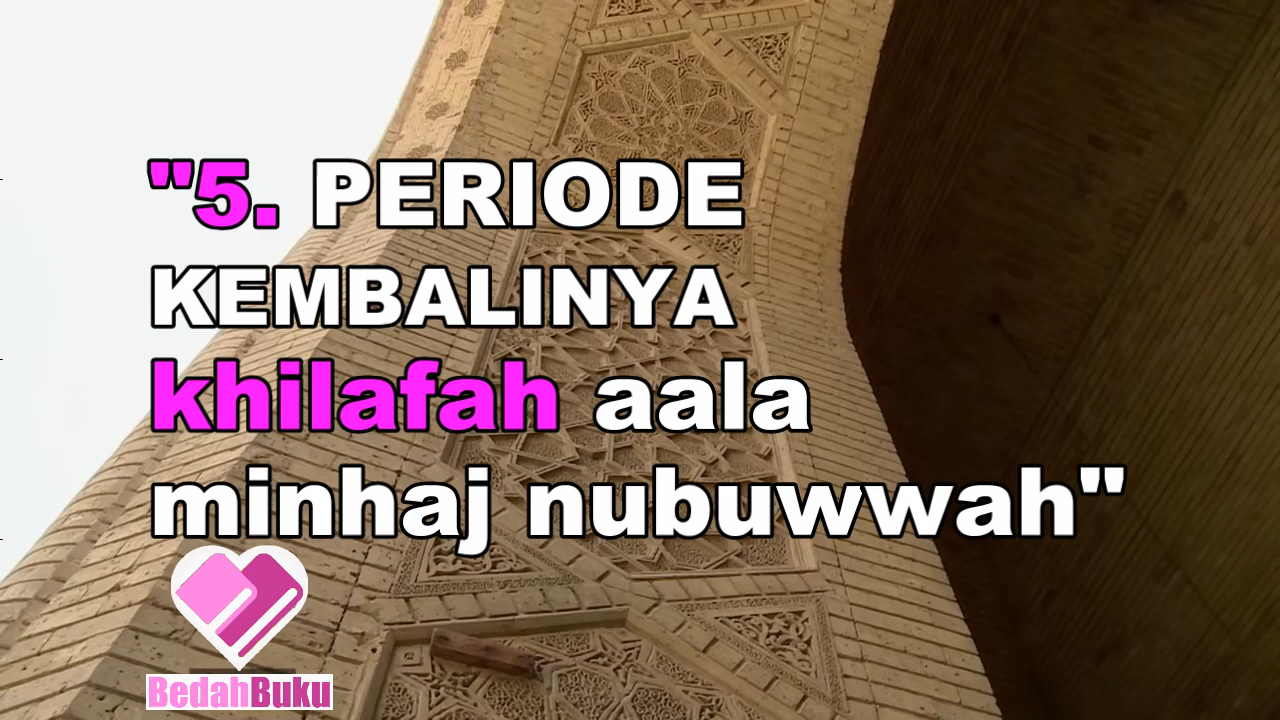 "5. PERIODE
KEMBALINYA
khilafah aala
minhaj nubuwwah"
BedahBuku